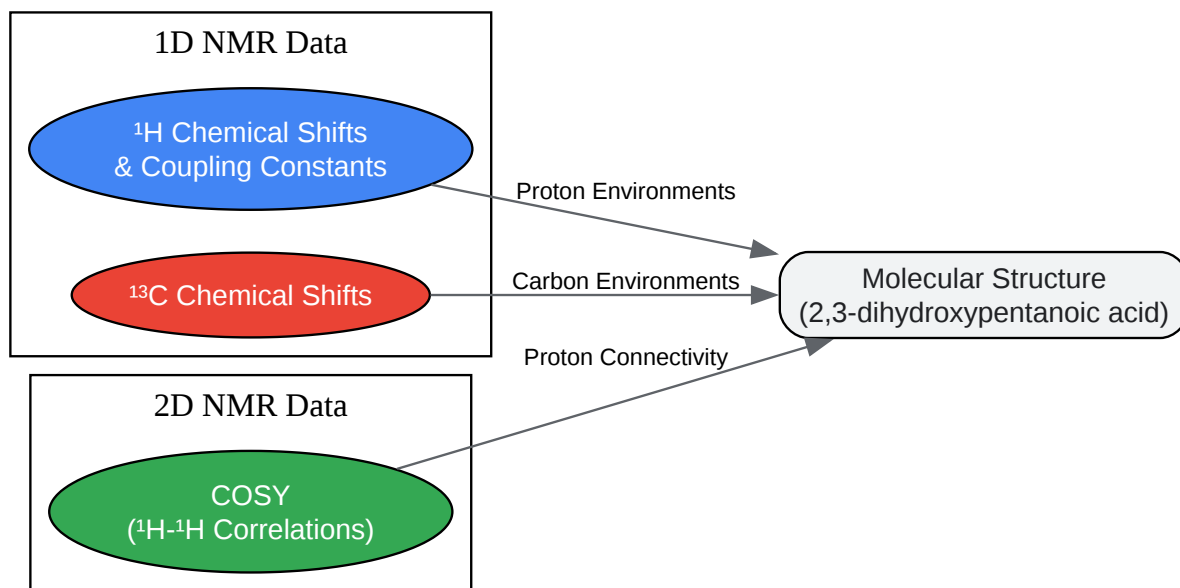 1D NMR Data
¹H Chemical Shifts
& Coupling Constants
Proton Environments
¹³C Chemical Shifts
Carbon Environments
Molecular Structure
(2,3-dihydroxypentanoic acid)
Proton Connectivity
2D NMR Data
COSY
(¹H-¹H Correlations)